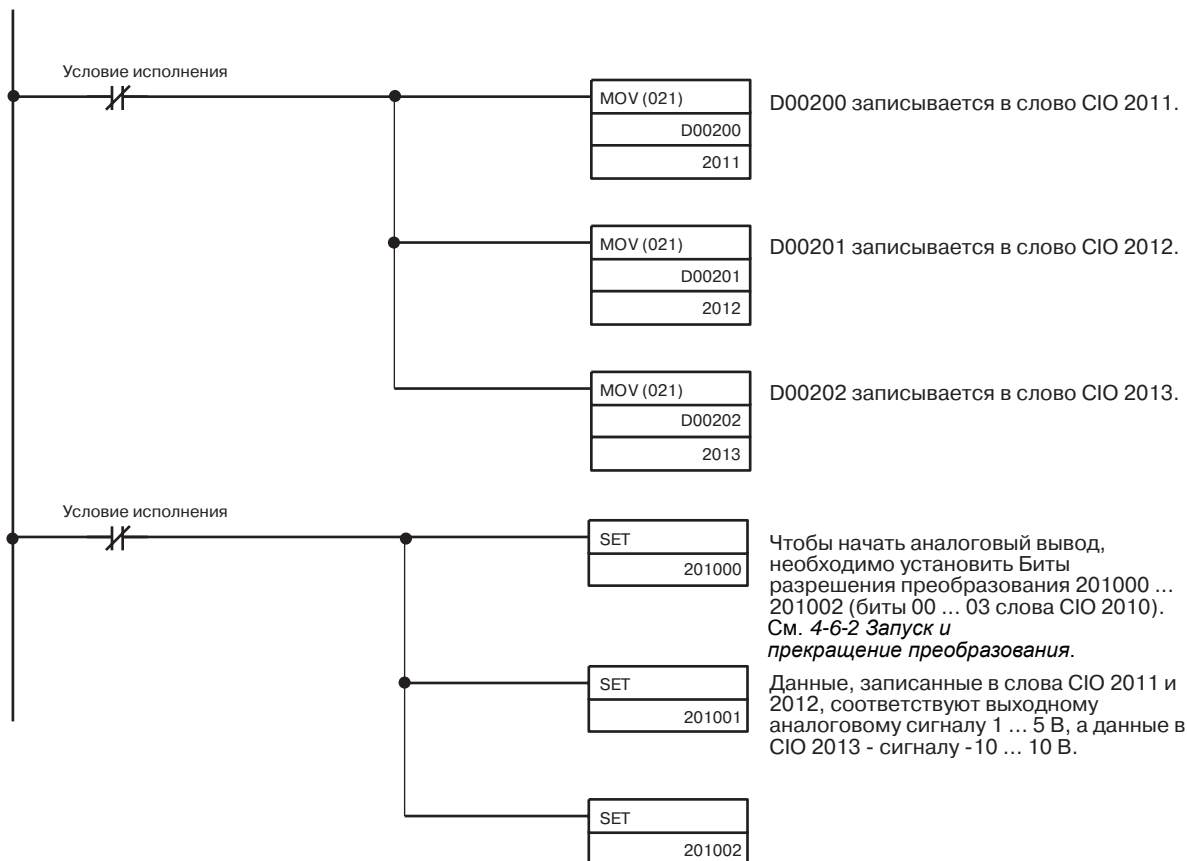 Условие исполнения
MOV (021)
D00200
2011
D00200 записывается в слово CIO 2011.
MOV (021)
D00201
2012
D00201 записывается в слово CIO 2012.
MOV (021)
D00202
2013
D00202 записывается в слово CIO 2013.
Условие исполнения
SET
201000
Чтобы начать аналоговый вывод,
необходимо установить Биты
разрешения преобразования 201000 ...
201002 (биты 00 ... 03 слова CIO 2010).
См. 4-6-2 Запуск и
прекращение преобразования.
SET
201001
Данные, записанные в слова CIO 2011 и
2012, соответствуют выходному
аналоговому сигналу 1 ... 5 В, а данные в
CIO 2013 - сигналу -10 ... 10 В.
SET
201002